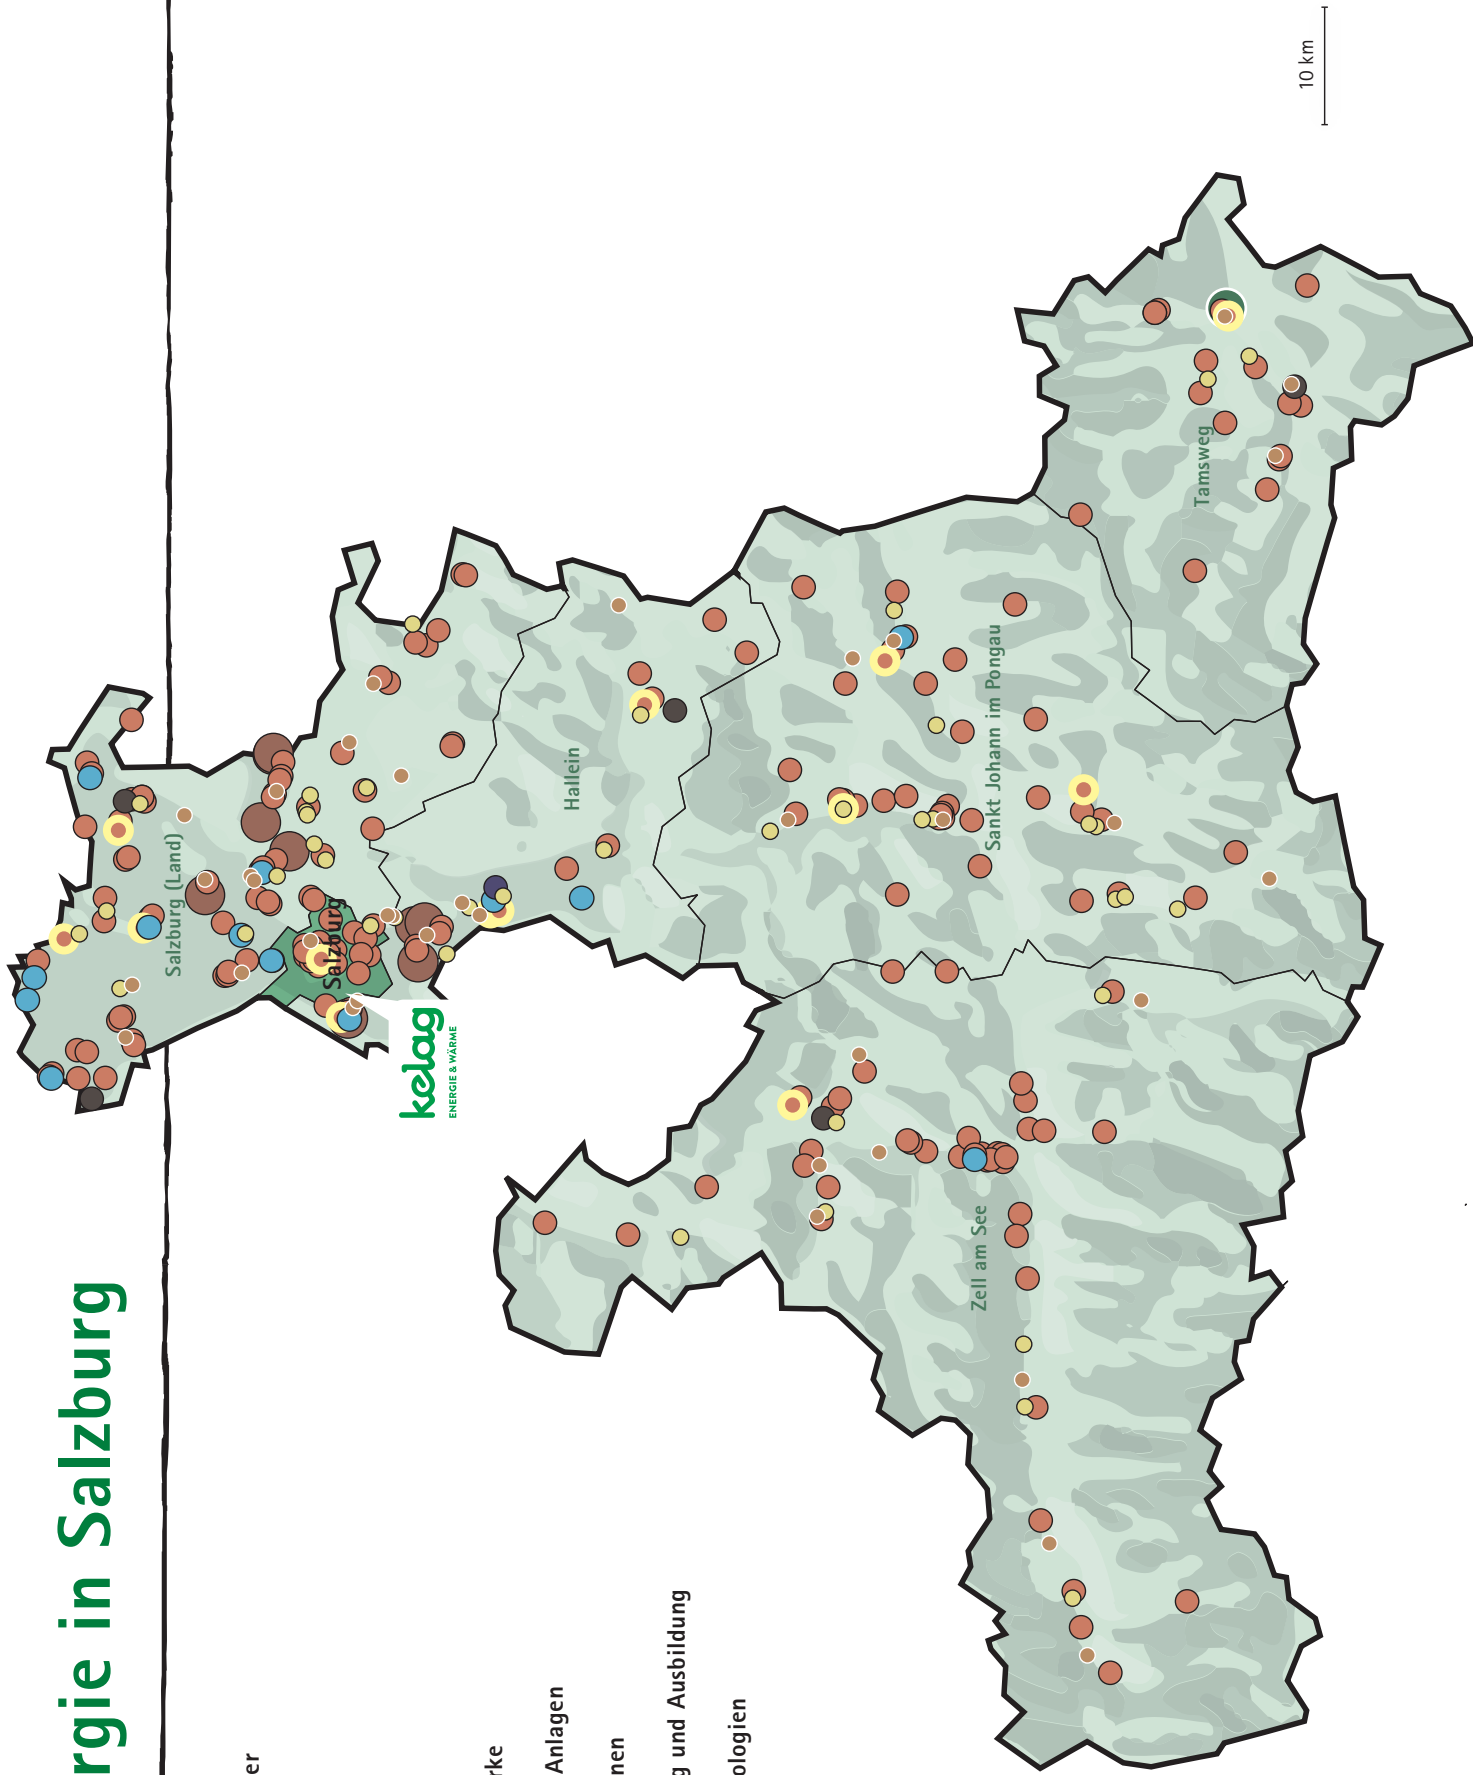 rgie in Salzburg
er
rke
Anlagen
nen
g und Ausbildung
ologien
kelag
ENERGIE & WÄRME
Salzburg (Land)
Salzburg
Hallein
Zell am See
Sankt Johann im Pongau
Tamsweg
10 km